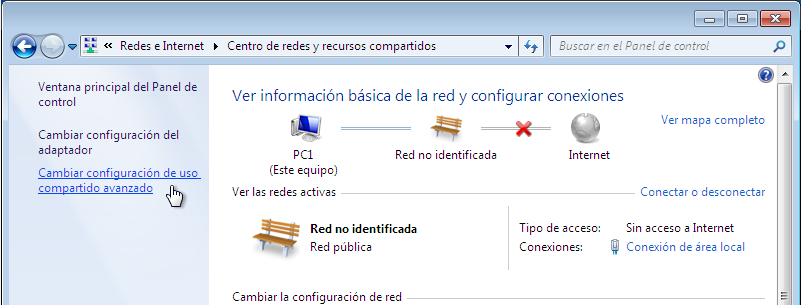 « Redes e Internet ▸ Centro de redes y recursos compartidos
Buscar en el Panel de control
Ventana principal del Panel de
control
Cambiar configuración del
adaptador
Cambiar configuración de uso
compartido avanzado
Ver información básica de la red y configurar conexiones
Ver mapa completo
PC1
(Este equipo)
Red no identificada
Internet
Ver las redes activas
Conectar o desconectar
Red no identificada
Red pública
Tipo de acceso: Sin acceso a Internet
Conexiones: Conexión de área local
Cambiar la configuración de red